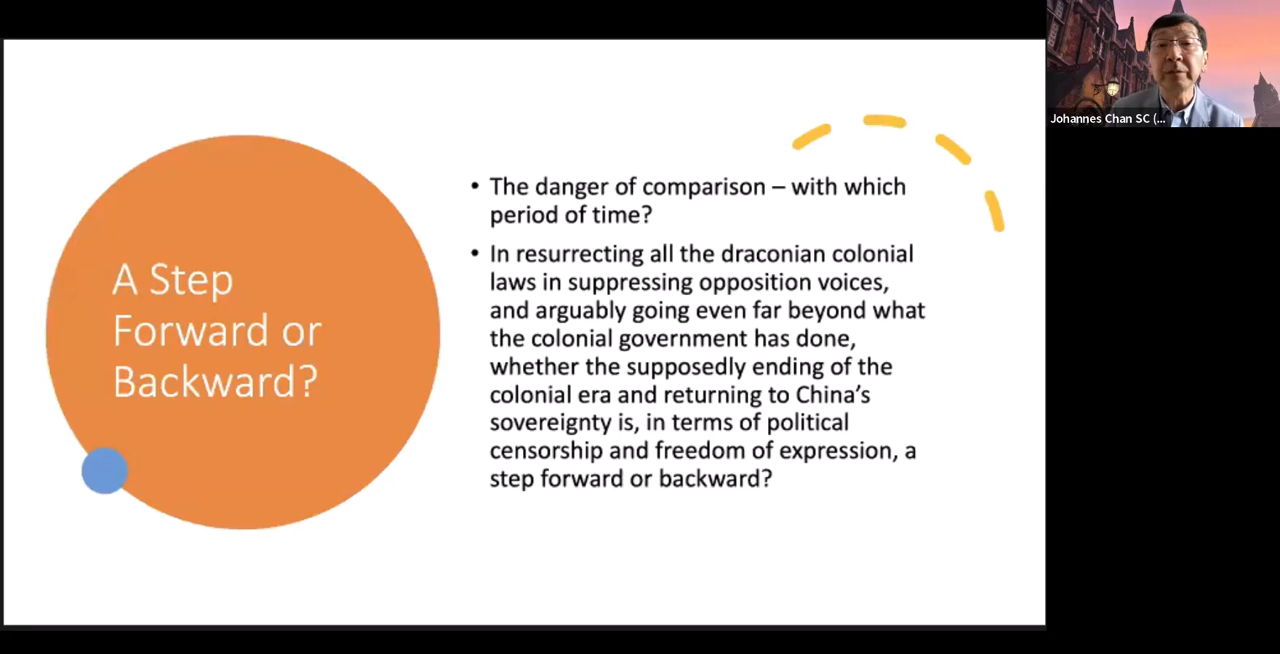 A Step
Forward or
Backward?
• The danger of comparison – with which
period of time?
• In resurrecting all the draconian colonial
laws in suppressing opposition voices,
and arguably going even far beyond what
the colonial government has done,
whether the supposedly ending of the
colonial era and returning to China's
sovereignty is, in terms of political
censorship and freedom of expression, a
step forward or backward?
Johannes Chan SC (...